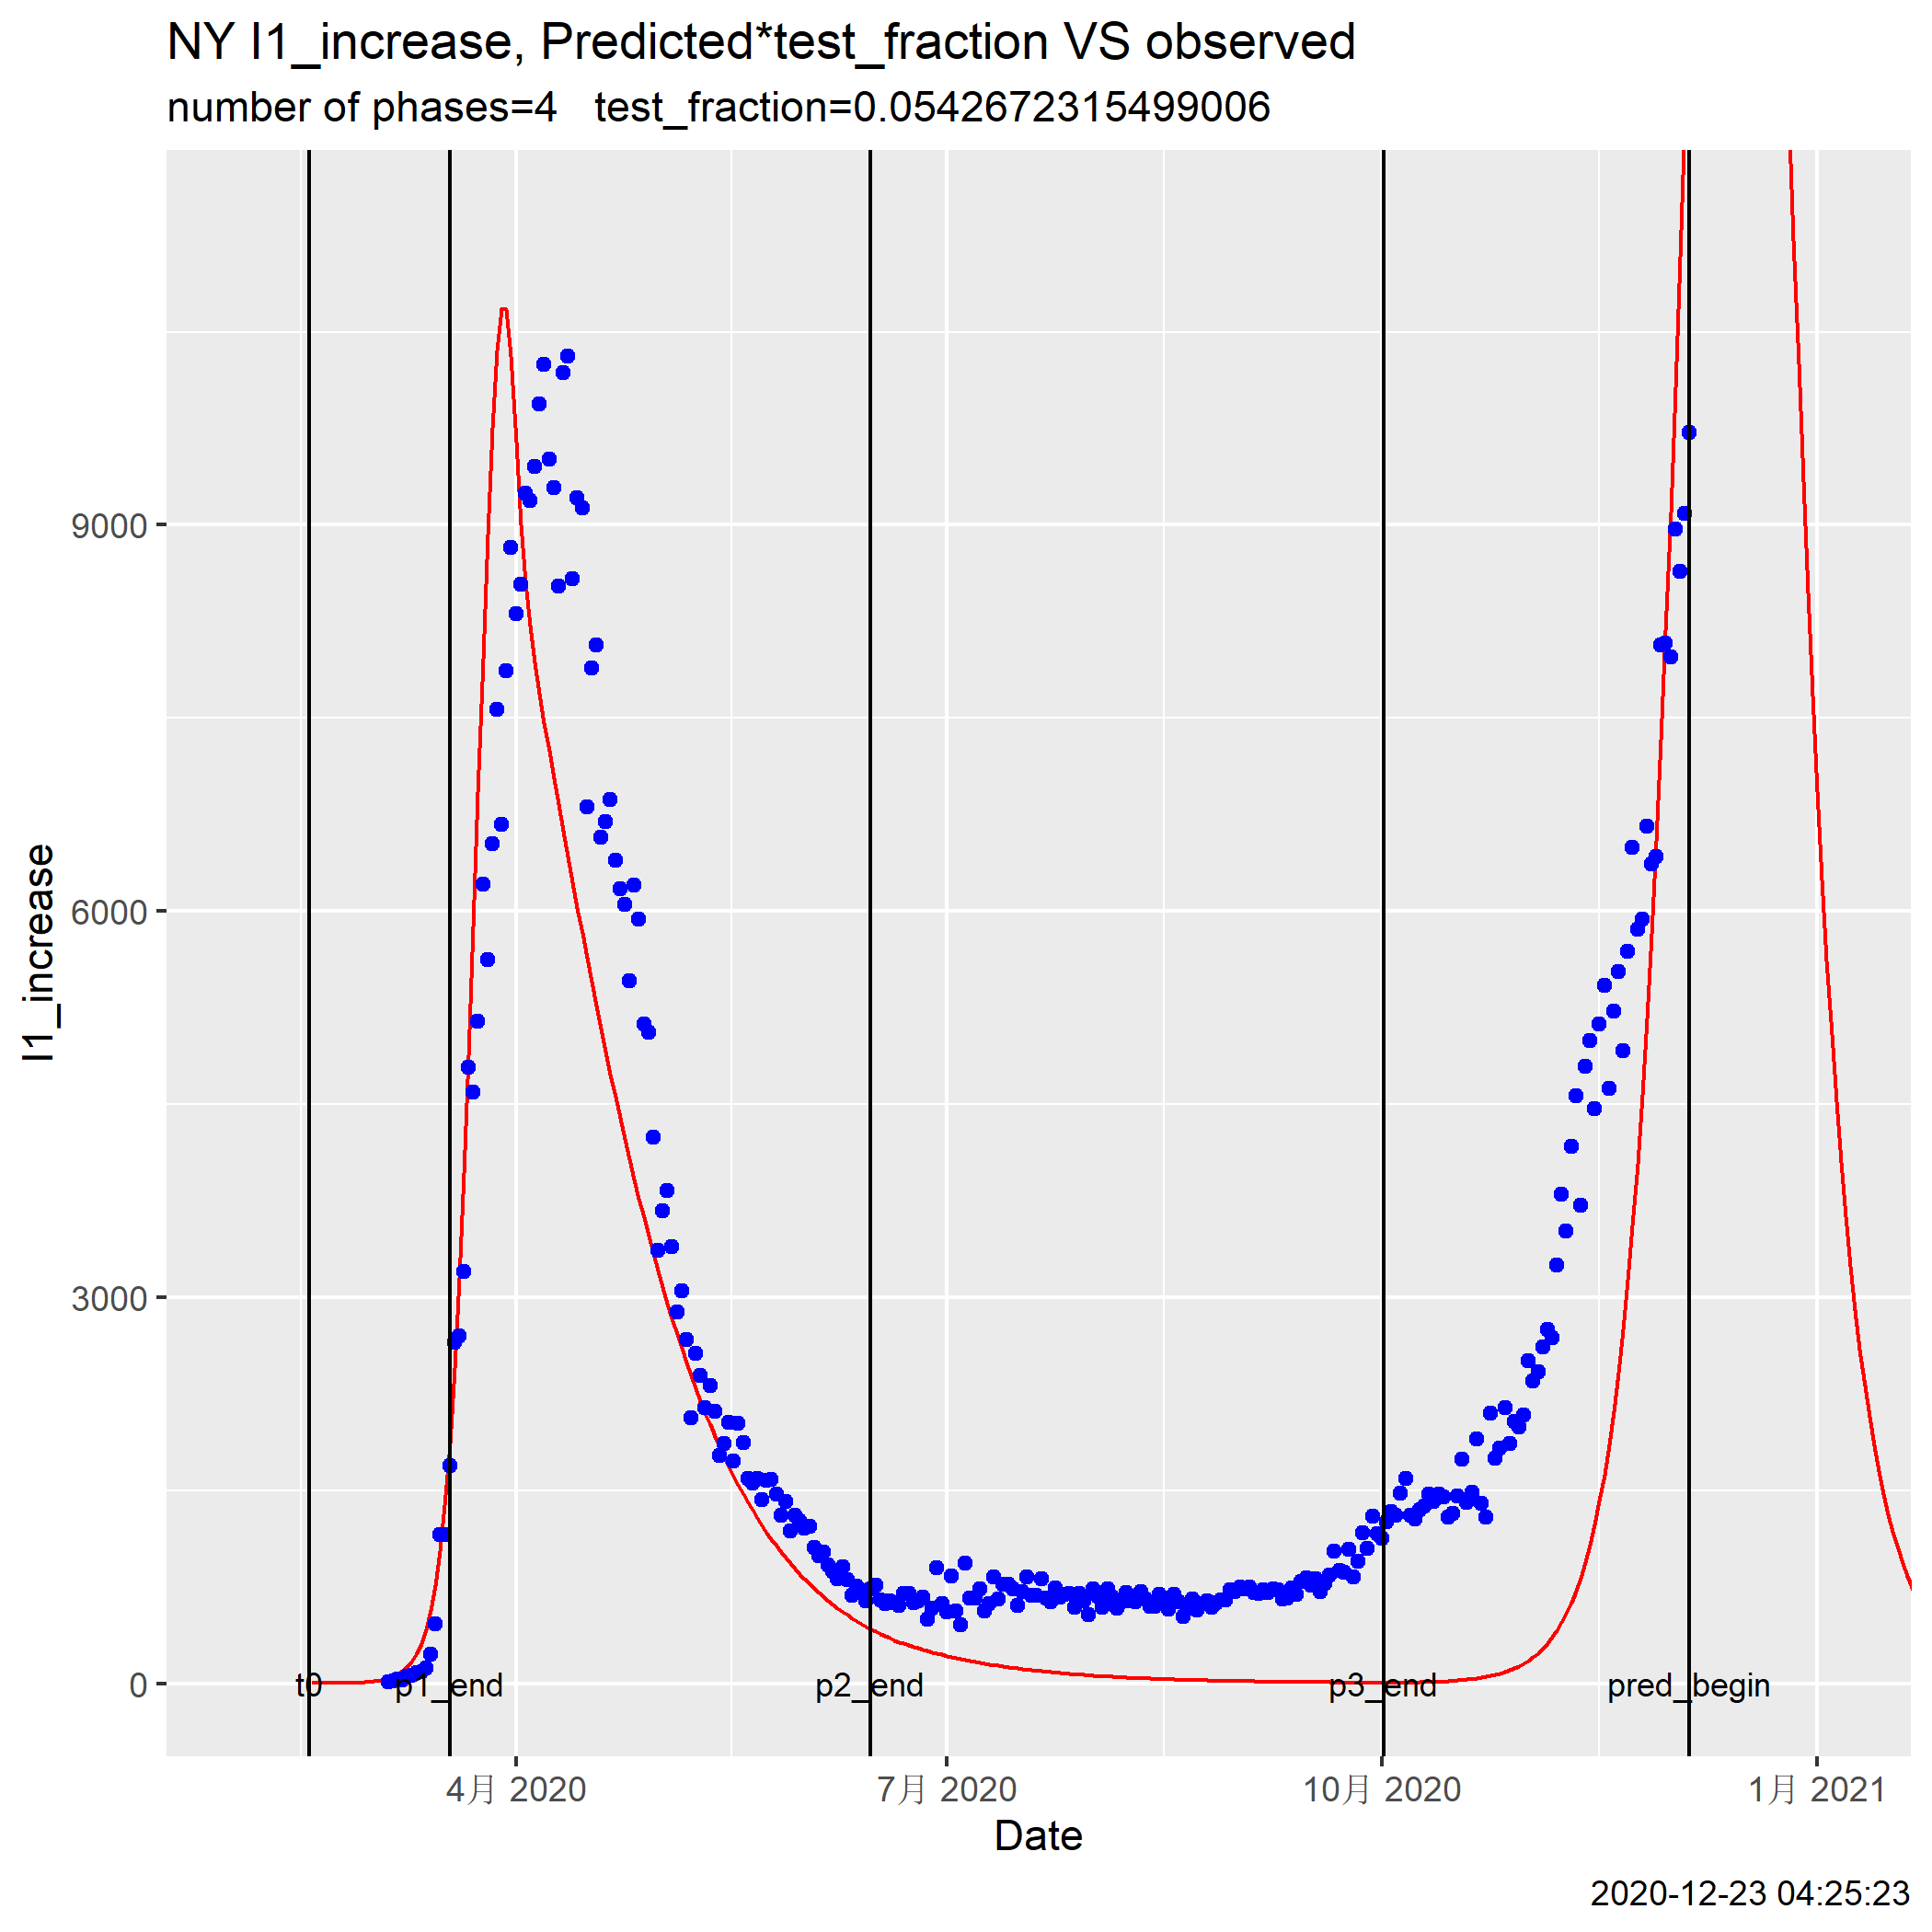 NY I1_increase, Predicted*test_fraction VS observed
number of phases=4   test_fraction=0.0542672315499006
I1_increase
9000
6000
3000
0
t0
p1_end
p2_end
p3_end
pred_begin
4月 2020
7月 2020
10月 2020
1月 2021
Date
2020-12-23 04:25:23